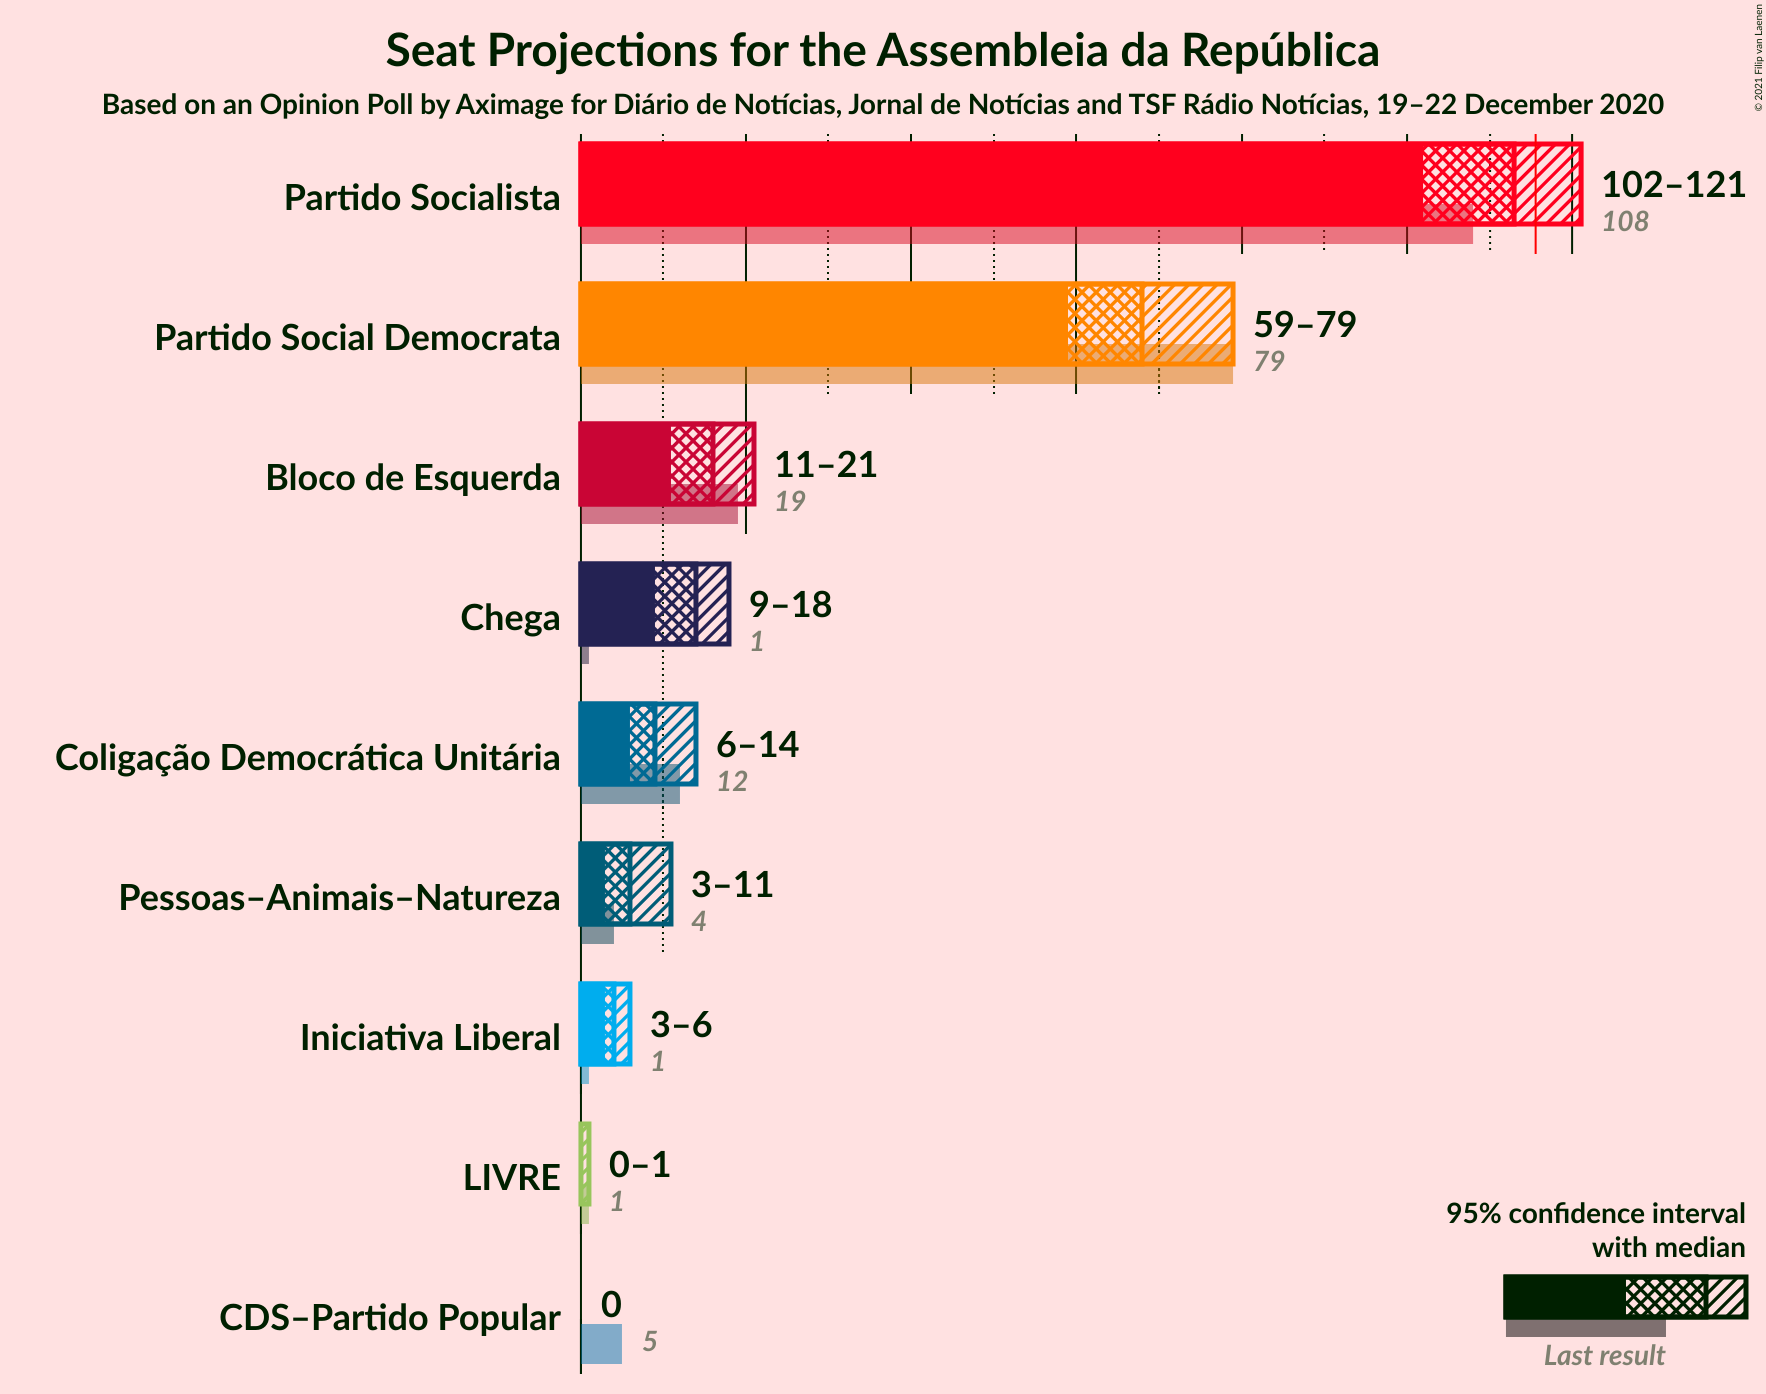 Seat Projections for the Assembleia da República
Based on an Opinion Poll by Aximage for Diário de Notícias, Jornal de Notícias and TSF Rádio Notícias, 19–22 December 2020
© 2021 Filip van Laenen
Partido Socialista
102–121
108
Partido Social Democrata
59–79
79
Bloco de Esquerda
11–21
19
Chega
9–18
1
Coligação Democrática Unitária
6–14
12
Pessoas–Animais–Natureza
3–11
4
Iniciativa Liberal
3–6
1
LIVRE
0–1
1
CDS–Partido Popular
0
5
95% confidence interval
with median
Last result